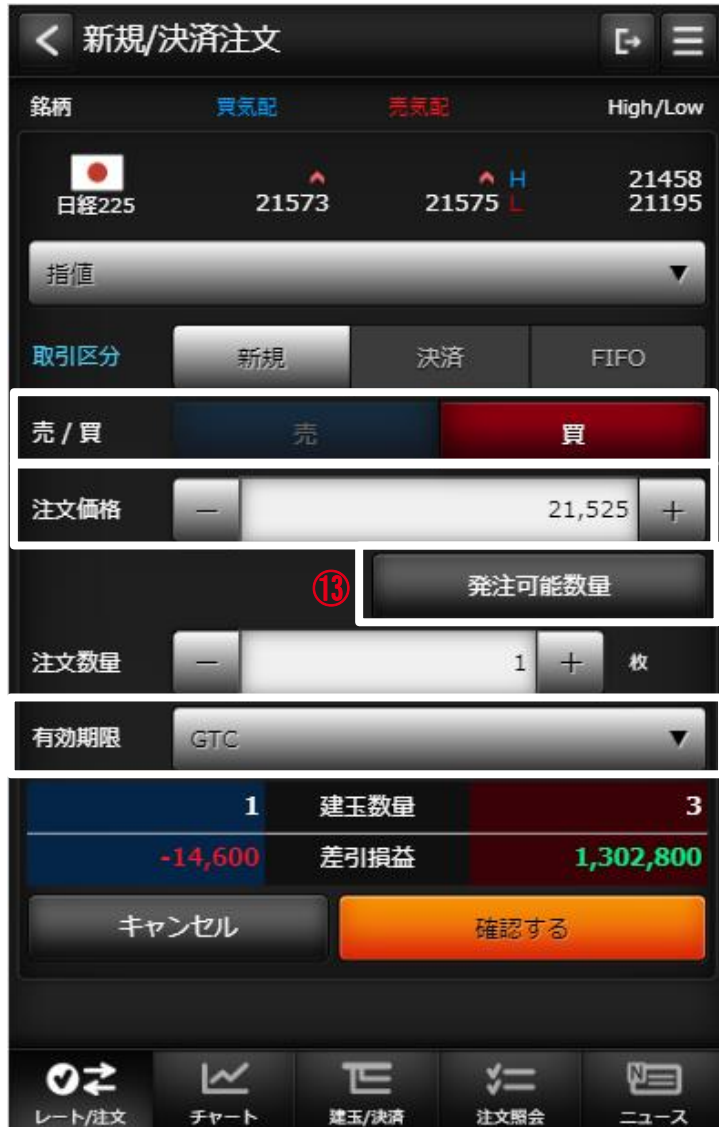 新規/決済注文
銘柄 買気配 売気配 High/Low
日経225 21573 21575 H 21458
L 21195
指値
取引区分 新規 決済 FIFO
売 / 買 売 買
注文価格 － 21,525 ＋
⑬ 発注可能数量
注文数量 － 1 ＋ 枚
有効期限 GTC
1 建玉数量 3
-14,600 差引損益 1,302,800
キャンセル 確認する
レート/注文 チャート 建玉/決済 注文照会 ニュース